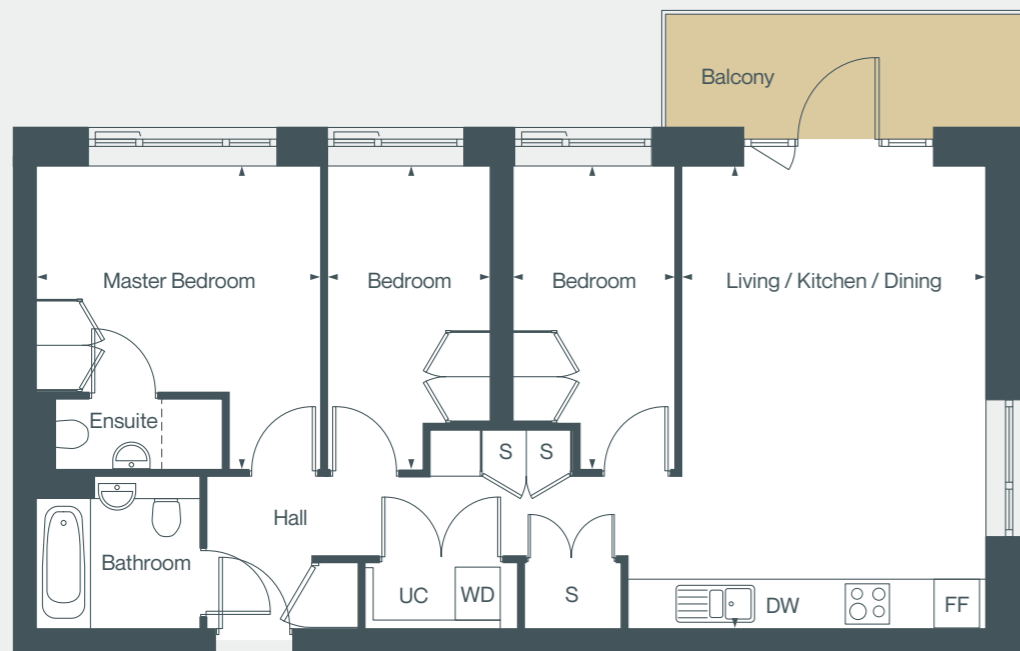 Balcony
Master Bedroom
Bedroom
Bedroom
Living / Kitchen / Dining
Ensuite
S
S
Hall
Bathroom
UC
WD
S
DW
FF